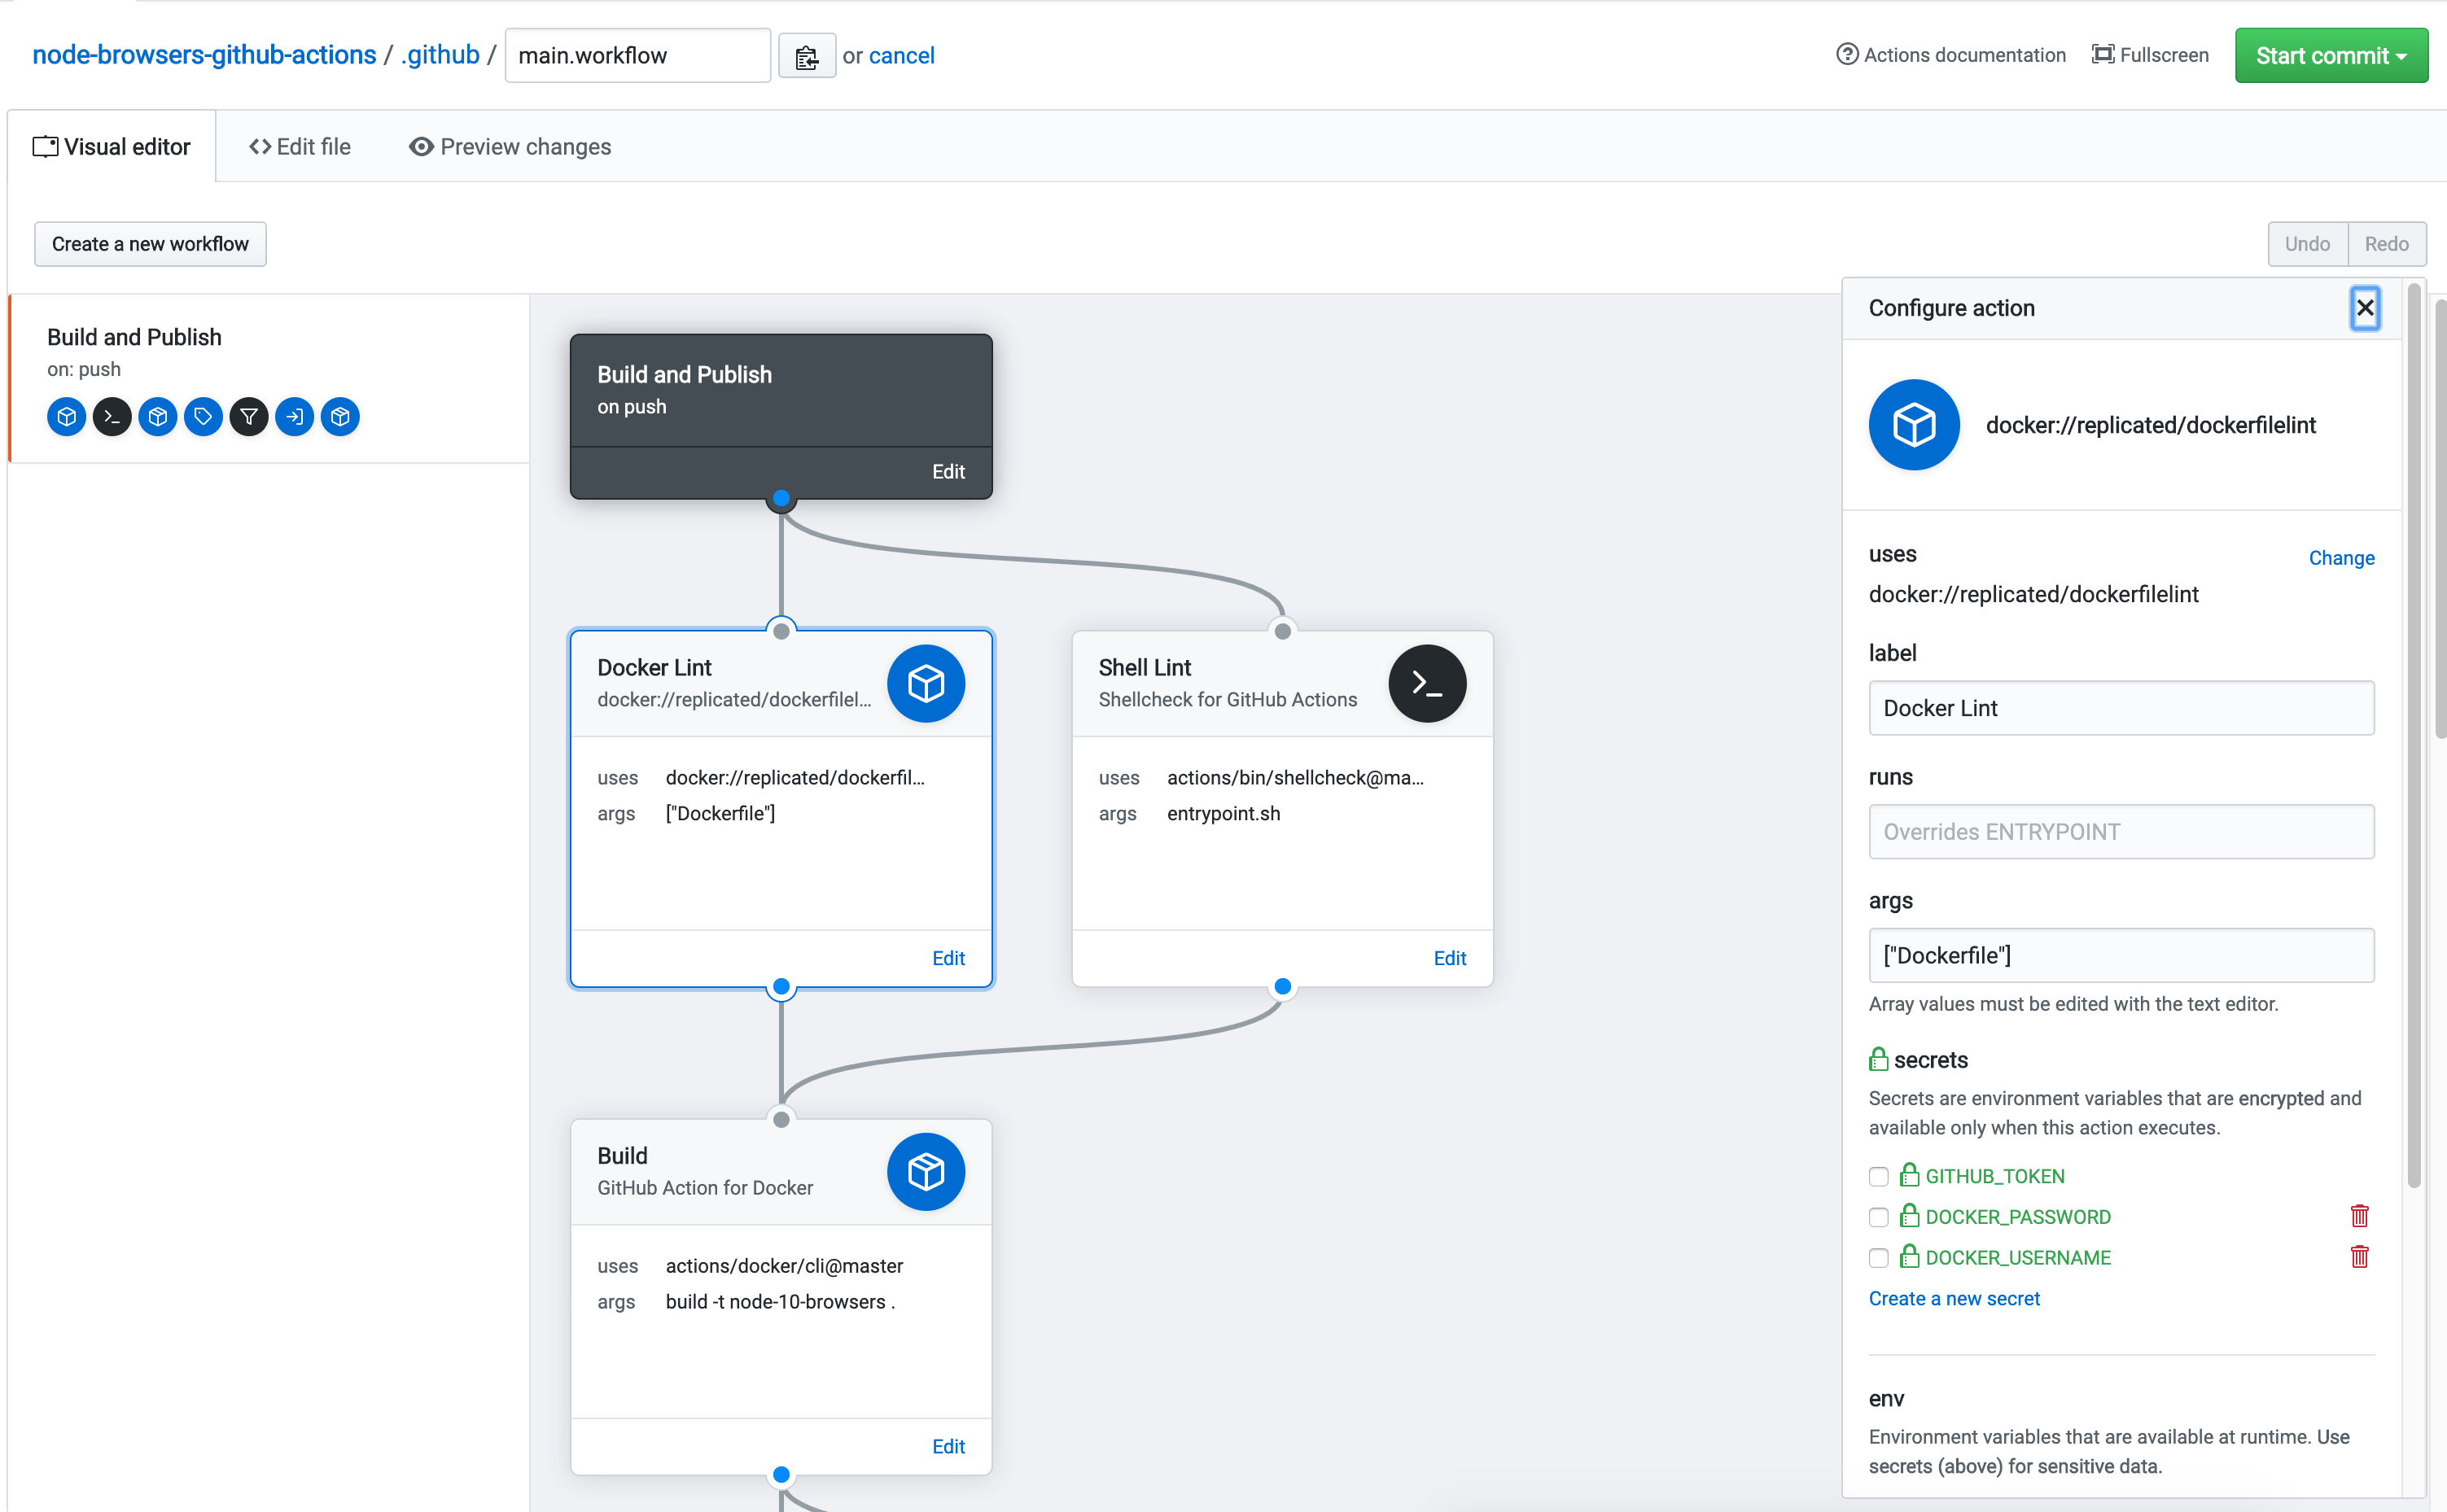 node-browsers-github-actions / .github / main.workflow or cancel
Actions documentation Fullscreen Start commit
Visual editor Edit file Preview changes
Create a new workflow
Undo Redo
Build and Publish
on: push
Build and Publish
on push
Edit
Docker Lint
docker://replicated/dockerfilel...
uses docker://replicated/dockerfil...
args ["Dockerfile"]
Edit
Shell Lint
Shellcheck for GitHub Actions
uses actions/bin/shellcheck@ma...
args entrypoint.sh
Edit
Build
GitHub Action for Docker
uses actions/docker/cli@master
args build -t node-10-browsers .
Edit
Configure action
docker://replicated/dockerfilelint
uses Change
docker://replicated/dockerfilelint
label
Docker Lint
runs
Overrides ENTRYPOINT
args
["Dockerfile"]
Array values must be edited with the text editor.
secrets
Secrets are environment variables that are encrypted and
available only when this action executes.
GITHUB_TOKEN
DOCKER_PASSWORD
DOCKER_USERNAME
Create a new secret
env
Environment variables that are available at runtime. Use
secrets (above) for sensitive data.